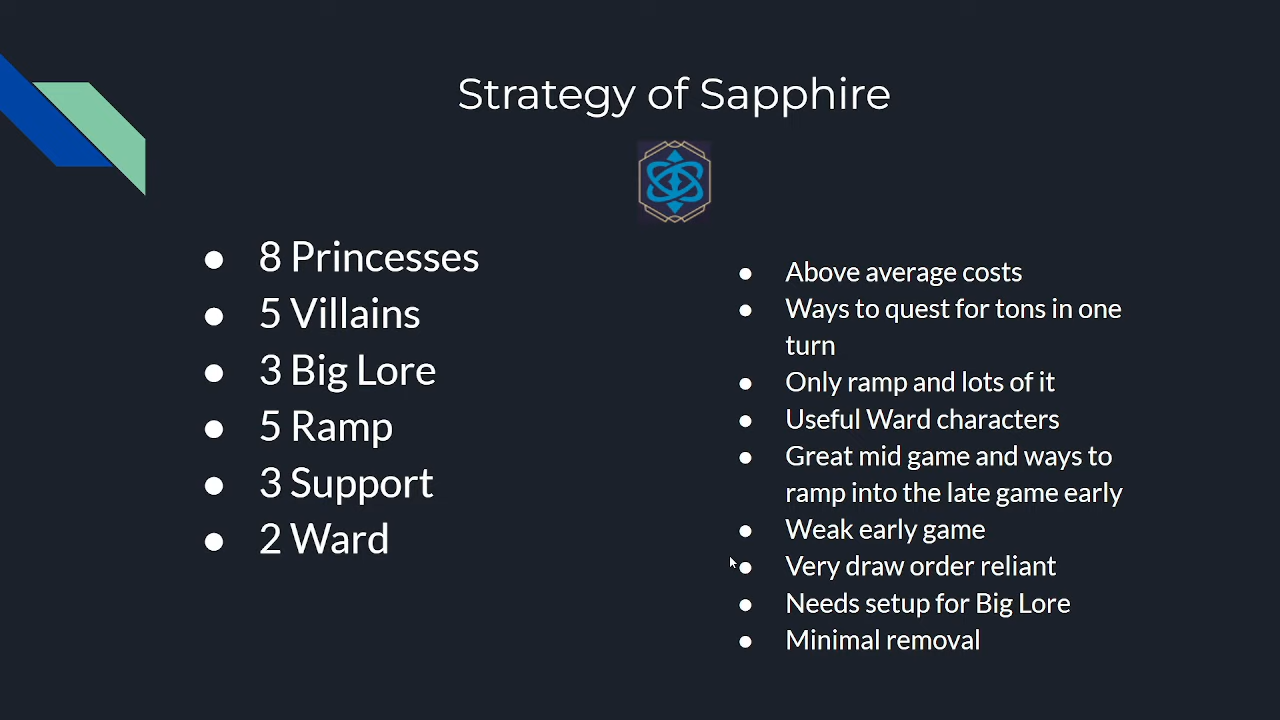 Strategy of Sapphire
● 8 Princesses
● 5 Villains
● 3 Big Lore
● 5 Ramp
● 3 Support
● 2 Ward
● Above average costs
● Ways to quest for tons in one
turn
● Only ramp and lots of it
● Useful Ward characters
● Great mid game and ways to
ramp into the late game early
● Weak early game
● Very draw order reliant
● Needs setup for Big Lore
● Minimal removal